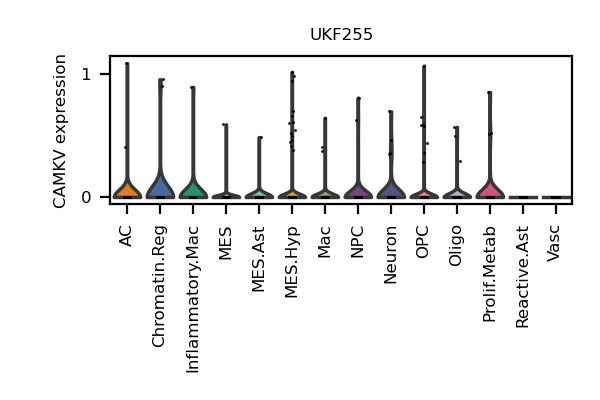 UKF255
CAMKV expression
1
0
AC
Chromatin.Reg
Inflammatory.Mac
MES
MES.Ast
MES.Hyp
Mac
NPC
Neuron
OPC
Oligo
Prolif.Metab
Reactive.Ast
Vasc